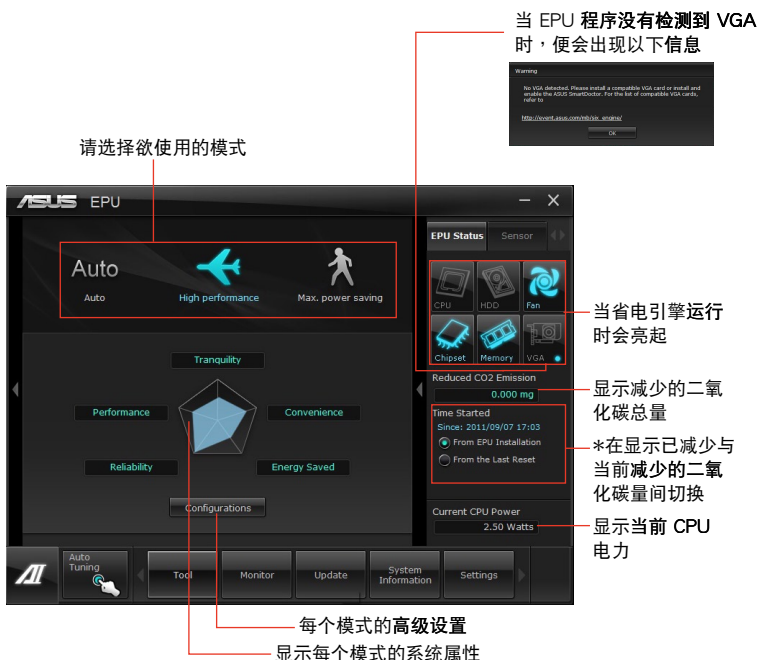 当 EPU 程序没有检测到 VGA
时，便会出现以下信息
Warning
No VGA detected. Please install a compatible VGA card or install and
enable the ASUS SmartDoctor. For the list of compatible VGA cards,
refer to
http://event.asus.com/mb/six_engine/
OK
请选择欲使用的模式
ASUS EPU
EPU Status
Sensor
Auto
Auto
High performance
Max. power saving
CPU
HDD
Fan
Chipset
Memory
VGA
当省电引擎运行
时会亮起
Tranquility
Performance
Convenience
Reliability
Energy Saved
Configurations
Reduced CO2 Emission
0.000 mg
显示减少的二氧
化碳总量
Time Started
Since: 2011/09/07 17:03
From EPU Installation
From the Last Reset
*在显示已减少与
当前减少的二氧
化碳量间切换
Current CPU Power
2.50 Watts
显示当前 CPU
电力
AI
Auto
Tuning
Tool
Monitor
Update
System
Information
Settings
每个模式的高级设置
显示每个模式的系统属性